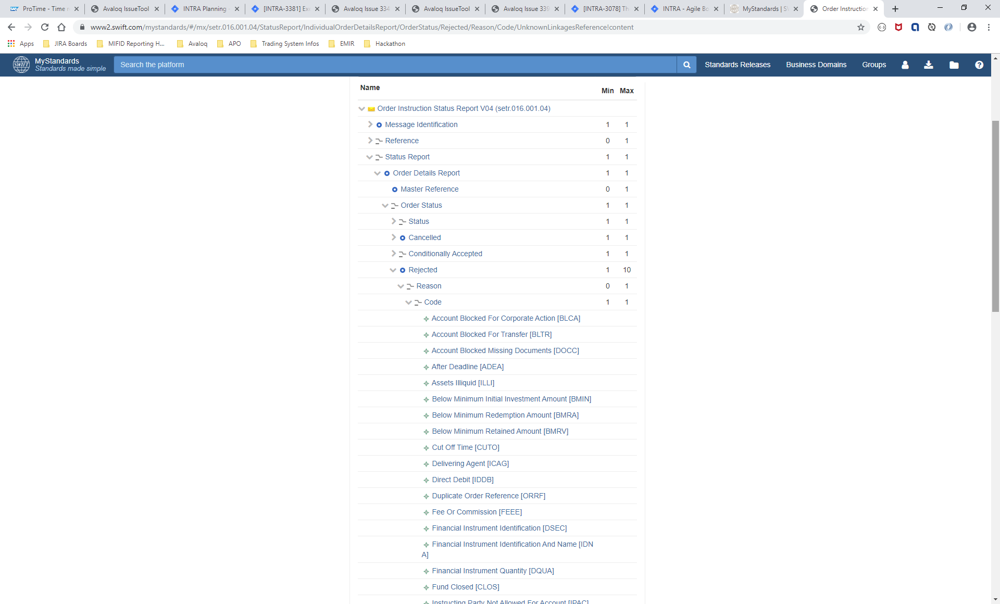 ProTime - Time r
Avaloq IssueTool
INTRA Planning -
[INTRA-3381] Exe
Avaloq Issue 334
Avaloq IssueTool
Avaloq Issue 339
[INTRA-3078] Th
INTRA - Agile Bo
MyStandards | S
Order Instruction
www2.swift.com/mystandards/#/mx/setr.016.001.04/StatusReport/IndividualOrderDetailsReport/OrderStatus/Rejected/Reason/Code/UnknownLinkagesReference!content
Apps JIRA Boards MIFID Reporting H... Avaloq APO Trading System Infos EMIR Hackathon
SWIFT
MyStandards
Standards made simple
Search the platform
Standards Releases Business Domains Groups
Name Min Max
Order Instruction Status Report V04 (setr.016.001.04)
Message Identification 1 1
Reference 0 1
Status Report 1 1
Order Details Report 1 1
Master Reference 0 1
Order Status 1 1
Status 1 1
Cancelled 1 1
Conditionally Accepted 1 1
Rejected 1 10
Reason 0 1
Code 1 1
Account Blocked For Corporate Action [BLCA]
Account Blocked For Transfer [BLTR]
Account Blocked Missing Documents [DOCC]
After Deadline [ADEA]
Assets Illiquid [ILLI]
Below Minimum Initial Investment Amount [BMIN]
Below Minimum Redemption Amount [BMRA]
Below Minimum Retained Amount [BMRV]
Cut Off Time [CUTO]
Delivering Agent [ICAG]
Direct Debit [IDDB]
Duplicate Order Reference [ORRF]
Fee Or Commission [FEEE]
Financial Instrument Identification [DSEC]
Financial Instrument Identification And Name [IDN
A]
Financial Instrument Quantity [DQUA]
Fund Closed [CLOS]
Instructing Party Not Allowed For Account [IPAC]